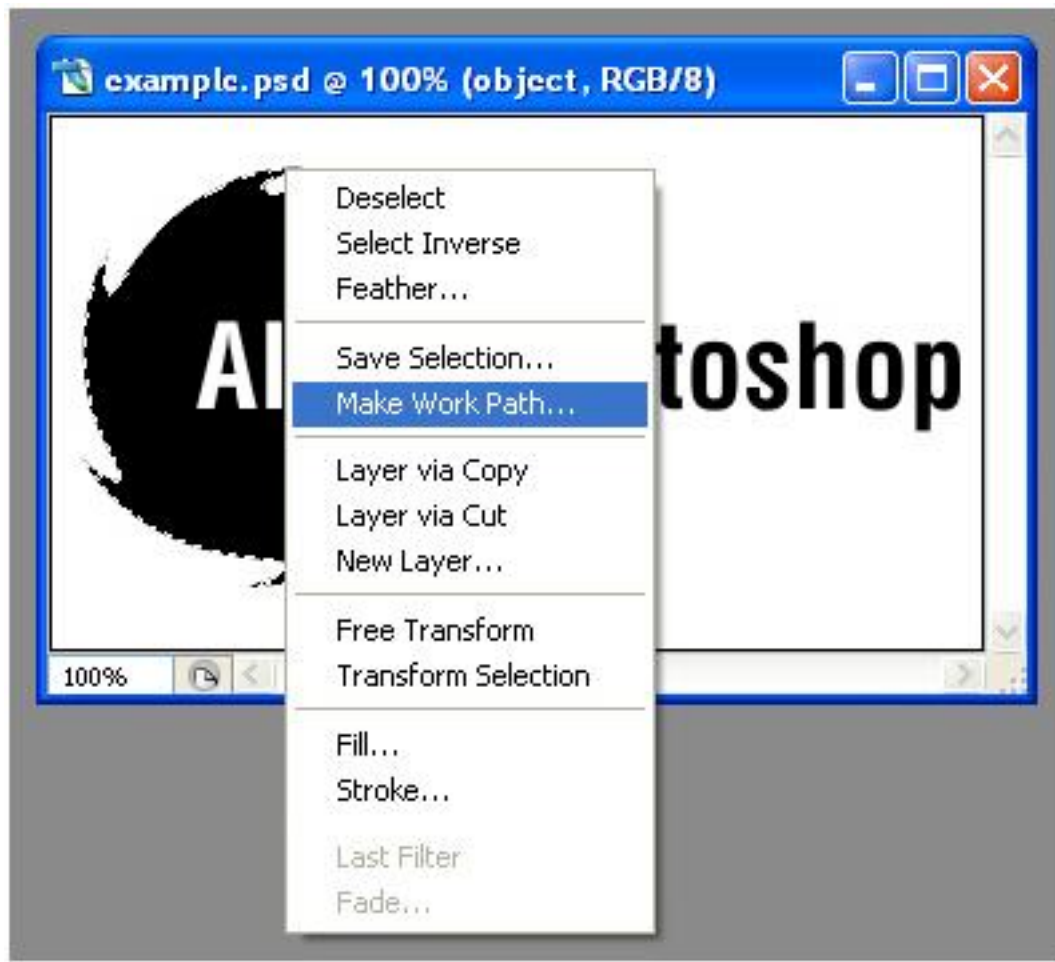 example.psd @ 100% (object, RGB/8)
Deselect
Select Inverse
Feather...
Save Selection...
Make Work Path...
Layer via Copy
Layer via Cut
New Layer...
Free Transform
Transform Selection
Fill...
Stroke...
Last Filter
Fade...
toshop
100%